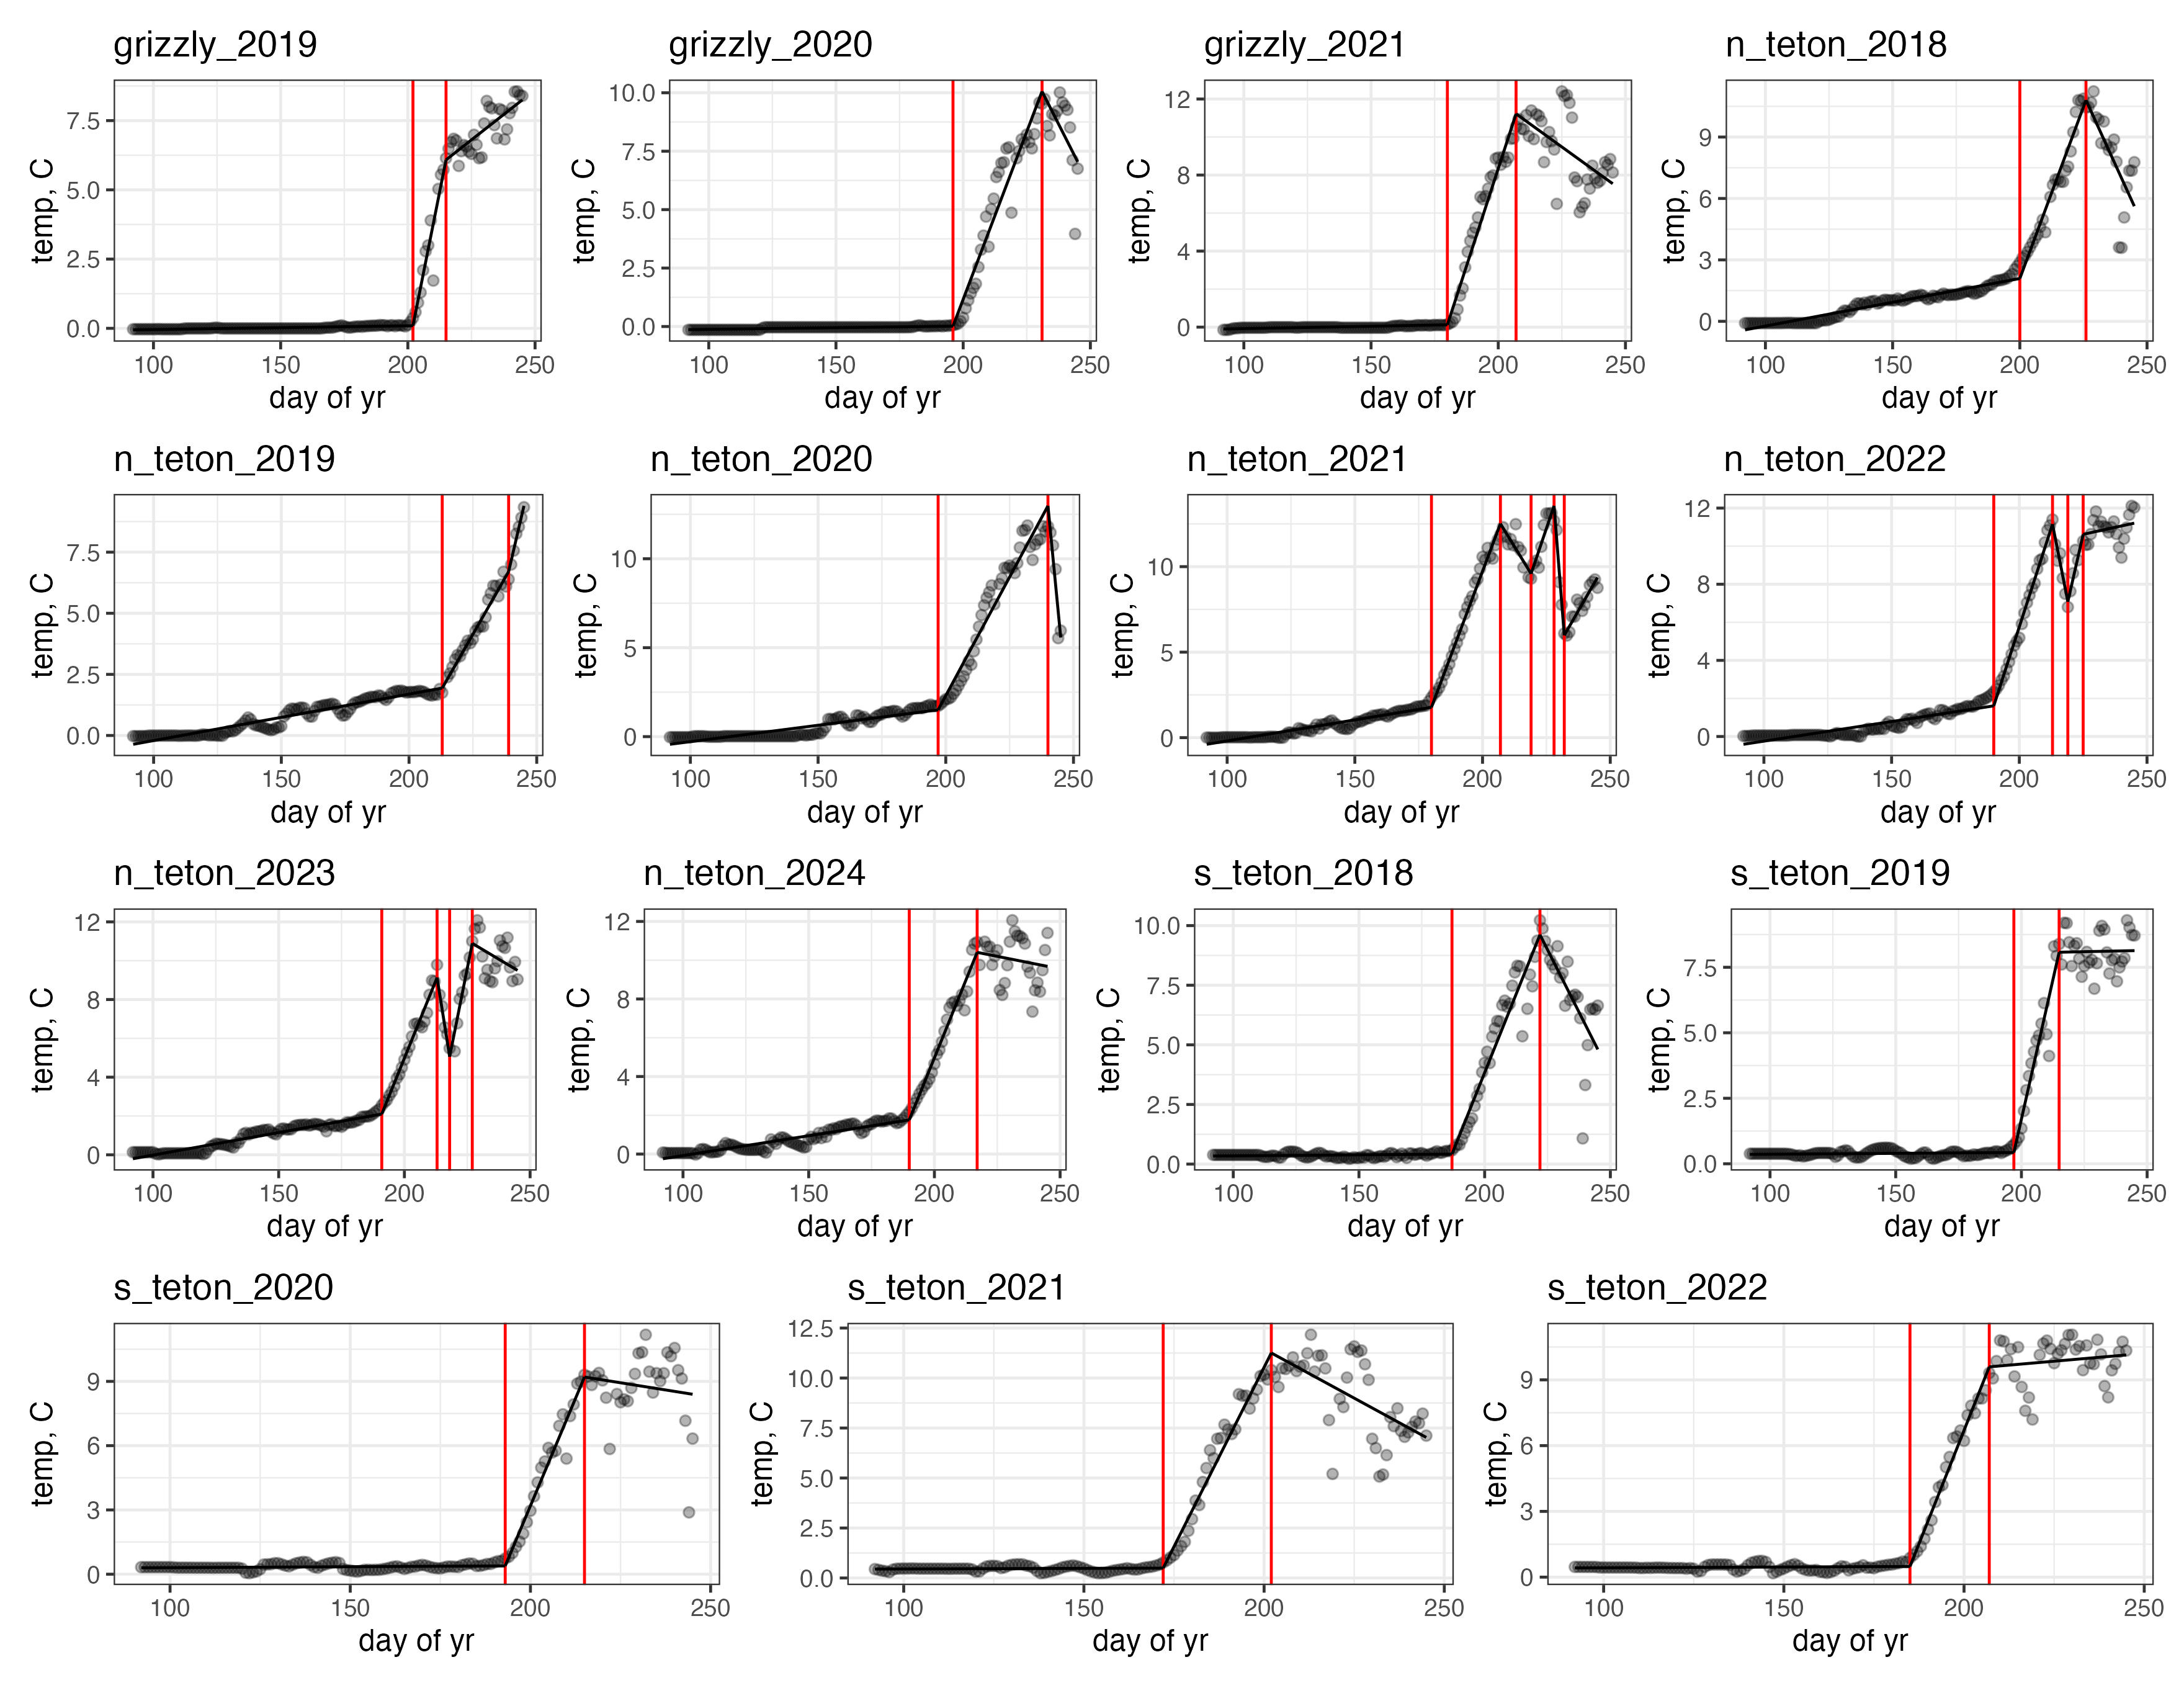 grizzly_2019 grizzly_2020 grizzly_2021 n_teton_2018
10.0 12
7.5 7.5 9
5.0 temp, C 5.0 temp, C 8 temp, C 6 temp, C
2.5 2.5 4 3
0.0 0.0 0 0
100 150 200 250 100 150 200 250 100 150 200 250 100 150 200 250
day of yr day of yr day of yr day of yr
n_teton_2019 n_teton_2020 n_teton_2021 n_teton_2022
12
7.5 10 10 8
5.0 temp, C temp, C temp, C temp, C
2.5 5 5 4
0.0 0 0 0
100 150 200 250 100 150 200 250 100 150 200 250 100 150 200 250
day of yr day of yr day of yr day of yr
n_teton_2023 n_teton_2024 s_teton_2018 s_teton_2019
12 12 10.0
8 8 7.5 7.5
temp, C temp, C 5.0 temp, C 5.0 temp, C
4 4 2.5 2.5
0 0 0.0 0.0
100 150 200 250 100 150 200 250 100 150 200 250 100 150 200 250
day of yr day of yr day of yr day of yr
s_teton_2020 s_teton_2021 s_teton_2022
12.5
9 10.0 9
6 7.5 6
temp, C 5.0 temp, C temp, C
3 2.5 3
0 0.0 0
100 150 200 250 100 150 200 250 100 150 200 250
day of yr day of yr day of yr